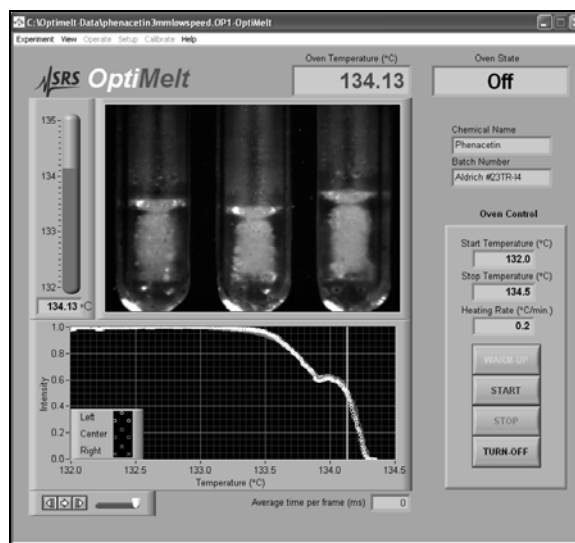 C:\Optimelt-Data\phenacetin3mmlowspeed.OP1-OptiMelt
Experiment View Operate Setup Calibrate Help
SRS OptiMelt
Oven Temperature (°C)
134.13
Oven State
Off
135
134
133
132
134.13 °C
Chemical Name
Phenacetin
Batch Number
Aldrich #23TR-I4
Oven Control
Start Temperature (°C)
132.0
Stop Temperature (°C)
134.5
Heating Rate (°C/min.)
0.2
WARM-UP
START
STOP
TURN-OFF
Intensity
1.0
0.8
0.6
0.4
0.2
0.0
Left
Center
Right
132.0 132.5 133.0 133.5 134.0 134.5
Temperature (°C)
Average time per frame (ms) 0